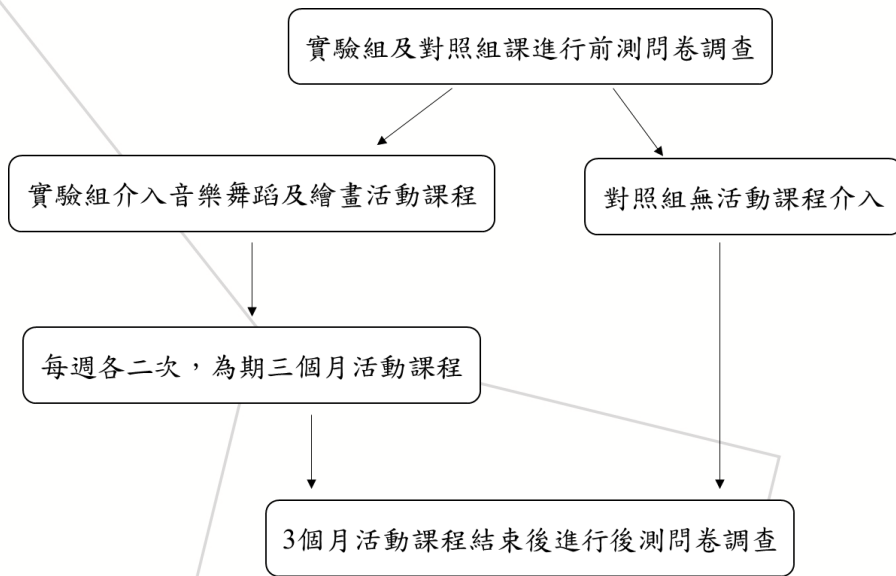 實驗組及對照組課進行前測問卷調查
實驗組介入音樂舞蹈及繪畫活動課程
對照組無活動課程介入
每週各二次，為期三個月活動課程
3個月活動課程結束後進行後測問卷調查